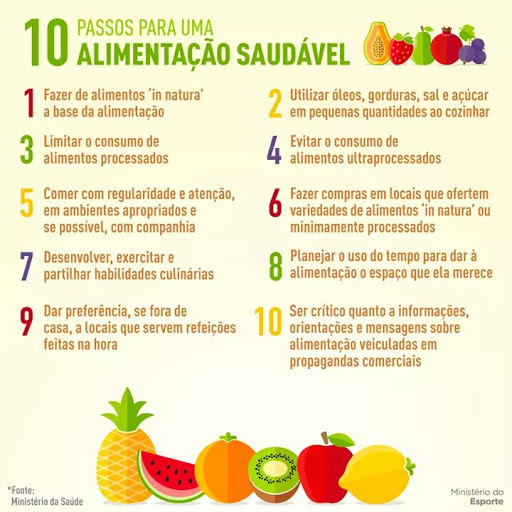 10 PASSOS PARA UMA
ALIMENTAÇÃO SAUDÁVEL
1 Fazer de alimentos 'in natura'
a base da alimentação
2 Utilizar óleos, gorduras, sal e açúcar
em pequenas quantidades ao cozinhar
3 Limitar o consumo de
alimentos processados
4 Evitar o consumo de
alimentos ultraprocessados
5 Comer com regularidade e atenção,
em ambientes apropriados e
se possível, com companhia
6 Fazer compras em locais que ofertem
variedades de alimentos 'in natura' ou
minimamente processados
7 Desenvolver, exercitar e
partilhar habilidades culinárias
8 Planejar o uso do tempo para dar à
alimentação o espaço que ela merece
9 Dar preferência, se fora de
casa, a locais que servem refeições
feitas na hora
10 Ser crítico quanto a informações,
orientações e mensagens sobre
alimentação veiculadas em
propagandas comerciais
*Fonte:
Ministério da Saúde
Ministério do
Esporte